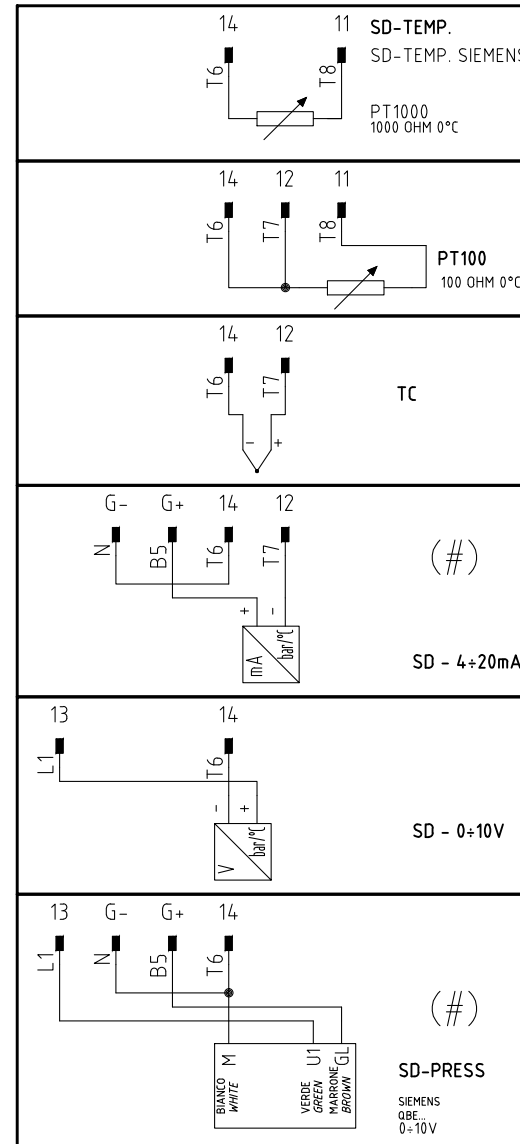 14 11 SD-TEMP.
T6 T8 SD-TEMP. SIEMENS
PT1000
1000 OHM 0°C
14 12 11
T6 T7 T8
PT100
100 OHM 0°C
14 12
T6 T7
TC
- +
G- G+ 14 12
N B5 T6 T7
(#)
+ -
mA bar/°C
SD - 4÷20mA
13 14
L1 T6
- +
V bar/°C
SD - 0÷10V
13 G- G+ 14
L1 N B5 T6
(#)
M U1 GL
BIANCO WHITE
VERDE GREEN
MARRONE BROWN
SD-PRESS
SIEMENS
QBE...
0÷10V